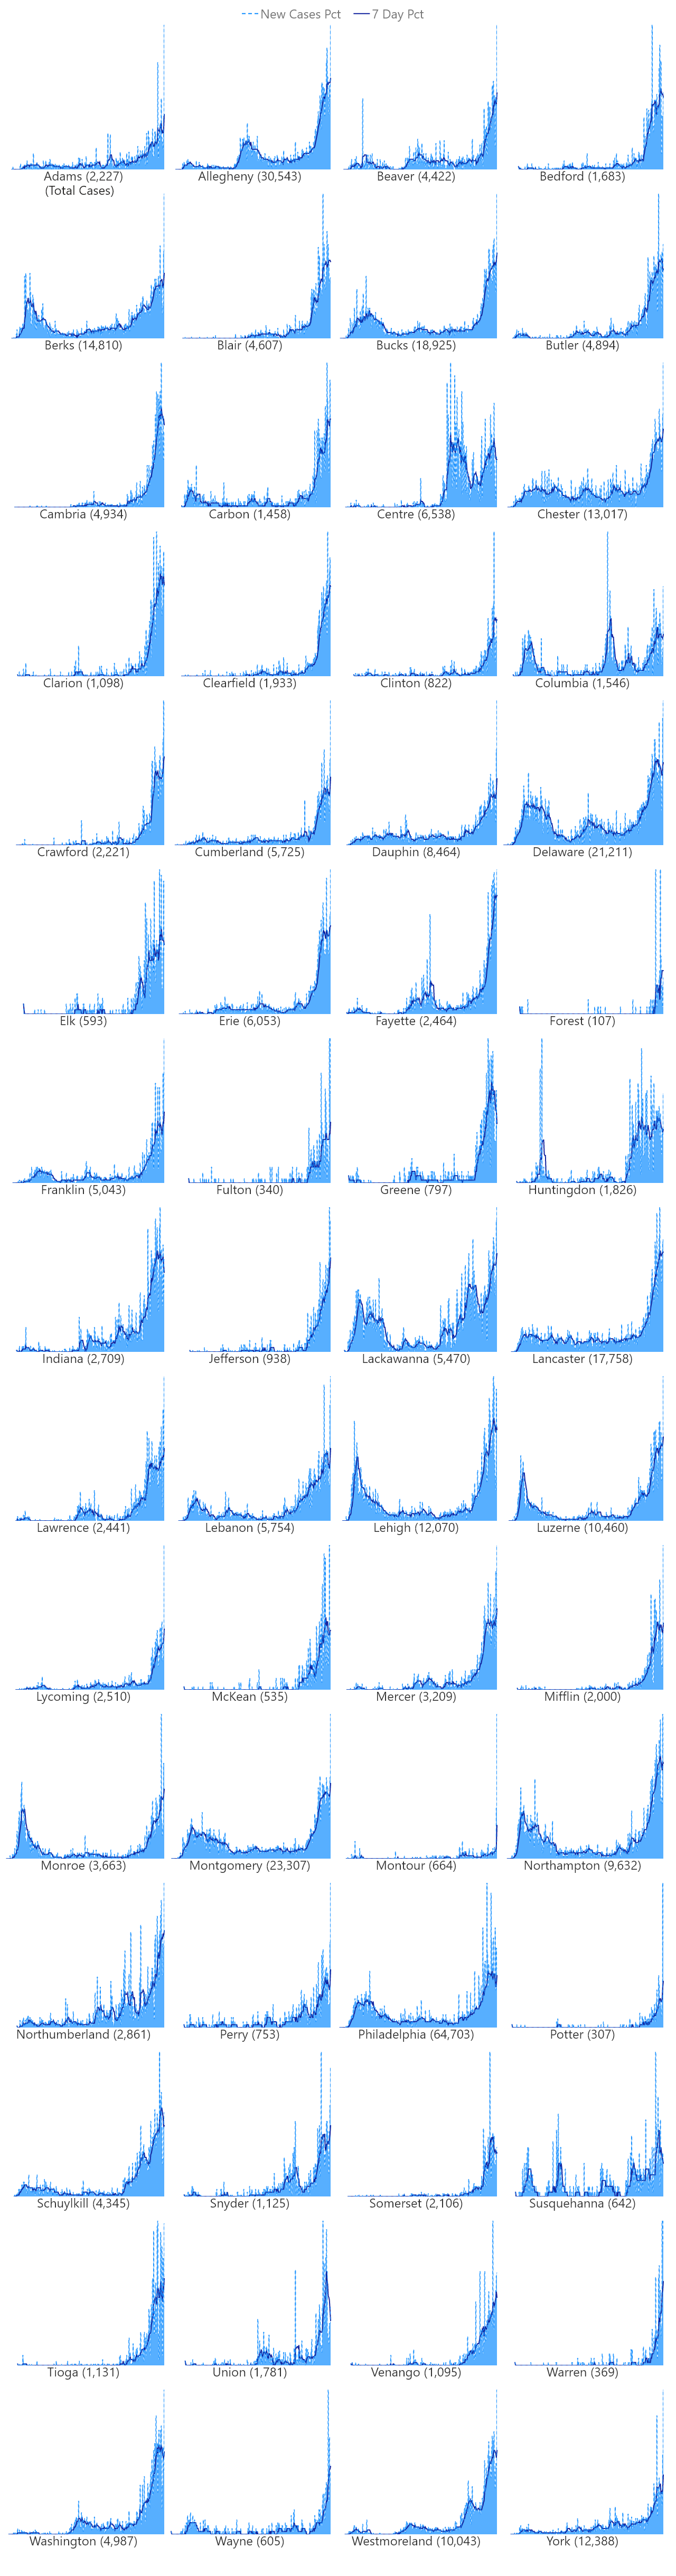 New Cases Pct 7 Day Pct
Adams (2,227) Allegheny (30,543) Beaver (4,422) Bedford (1,683)
(Total Cases)
Berks (14,810) Blair (4,607) Bucks (18,925) Butler (4,894)
Cambria (4,934) Carbon (1,458) Centre (6,538) Chester (13,017)
Clarion (1,098) Clearfield (1,933) Clinton (822) Columbia (1,546)
Crawford (2,221) Cumberland (5,725) Dauphin (8,464) Delaware (21,211)
Elk (593) Erie (6,053) Fayette (2,464) Forest (107)
Franklin (5,043) Fulton (340) Greene (797) Huntingdon (1,826)
Indiana (2,709) Jefferson (938) Lackawanna (5,470) Lancaster (17,758)
Lawrence (2,441) Lebanon (5,754) Lehigh (12,070) Luzerne (10,460)
Lycoming (2,510) McKean (535) Mercer (3,209) Mifflin (2,000)
Monroe (3,663) Montgomery (23,307) Montour (664) Northampton (9,632)
Northumberland (2,861) Perry (753) Philadelphia (64,703) Potter (307)
Schuylkill (4,345) Snyder (1,125) Somerset (2,106) Susquehanna (642)
Tioga (1,131) Union (1,781) Venango (1,095) Warren (369)
Washington (4,987) Wayne (605) Westmoreland (10,043) York (12,388)